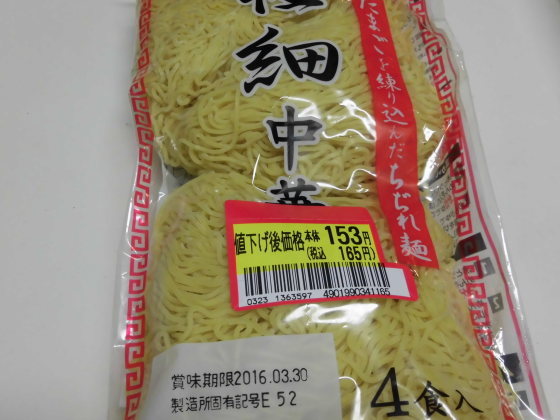 極細
中華
たまごを練り込んだちぢれ麺
値下げ後価格 本体 153円
(税込 165円)
0323 1363597 4901990341165
賞味期限2016.03.30
製造所固有記号E 52
4食入